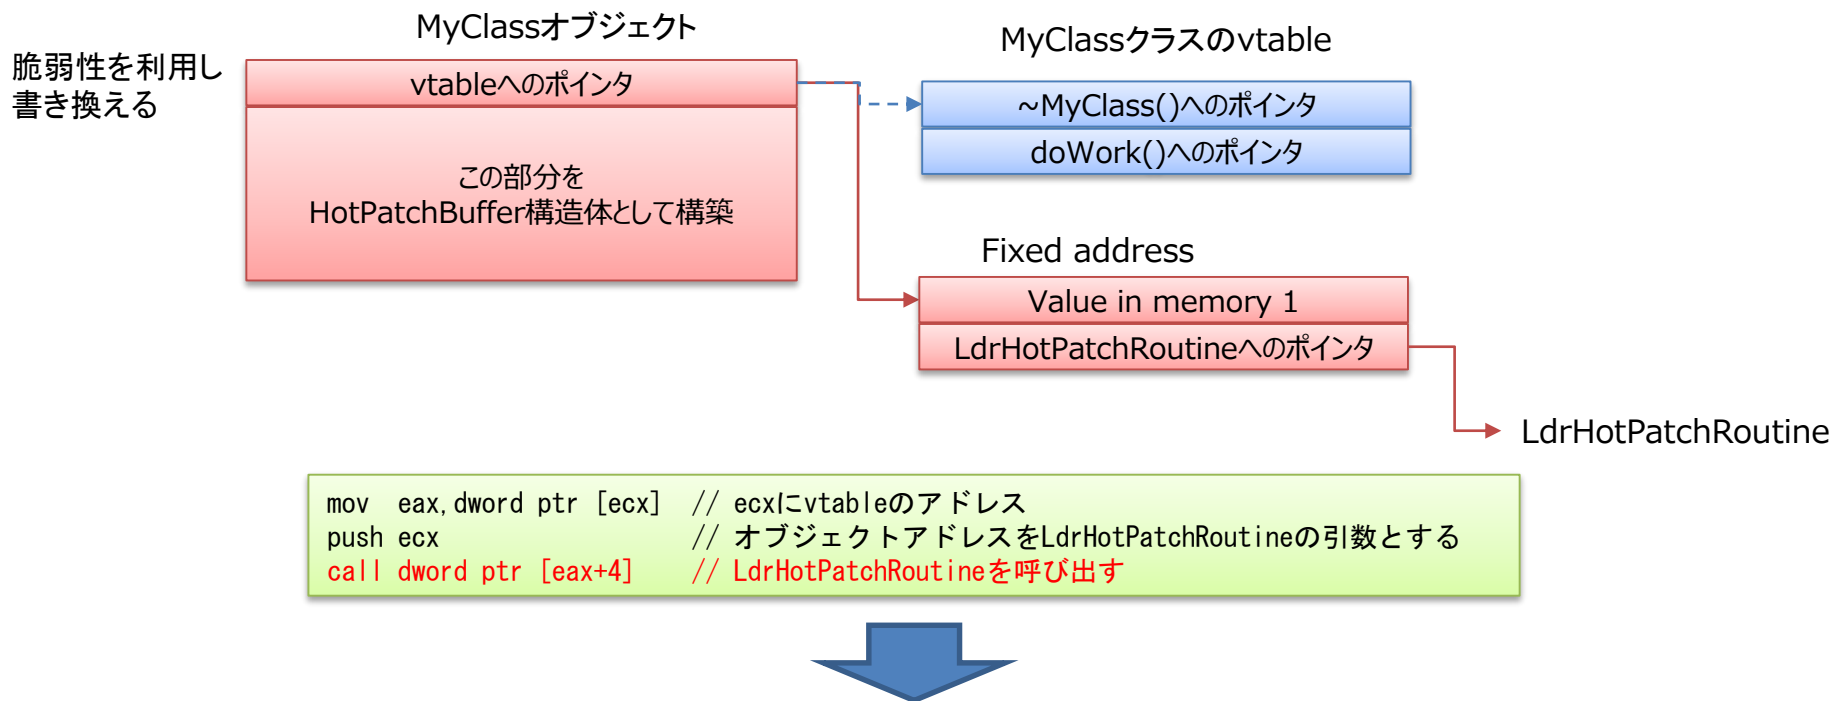 MyClassオブジェクト
MyClassクラスのvtable
脆弱性を利用し
書き換える
vtableへのポインタ
~MyClass()へのポインタ
doWork()へのポインタ
この部分を
HotPatchBuffer構造体として構築
Fixed address
Value in memory 1
LdrHotPatchRoutineへのポインタ
LdrHotPatchRoutine
mov eax,dword ptr [ecx] // ecxにvtableのアドレス
push ecx // オブジェクトアドレスをLdrHotPatchRoutineの引数とする
call dword ptr [eax+4] // LdrHotPatchRoutineを呼び出す